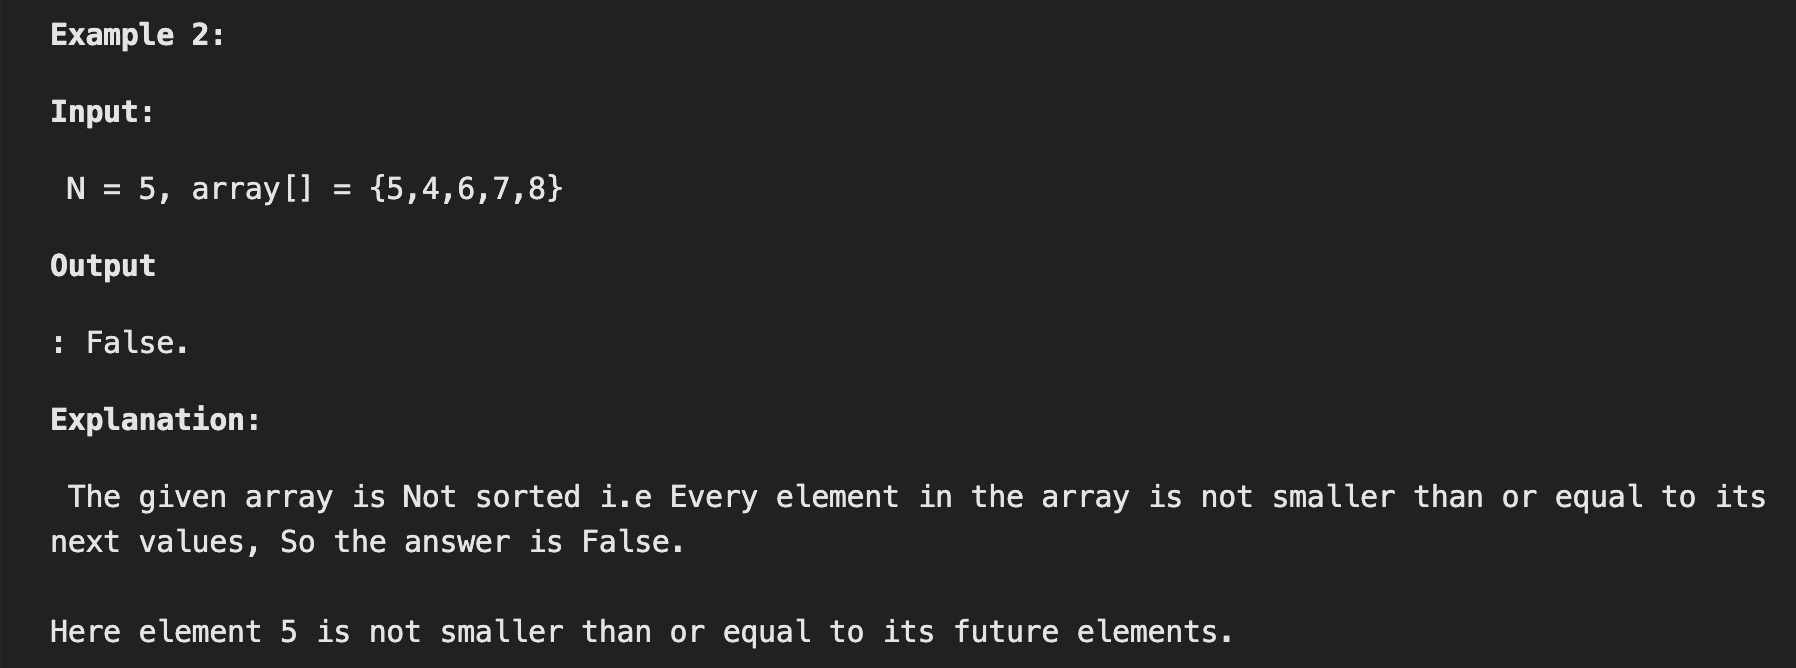 Example 2:
Input:
N = 5, array[] = {5,4,6,7,8}
Output
: False.
Explanation:
The given array is Not sorted i.e Every element in the array is not smaller than or equal to its
next values, So the answer is False.
Here element 5 is not smaller than or equal to its future elements.